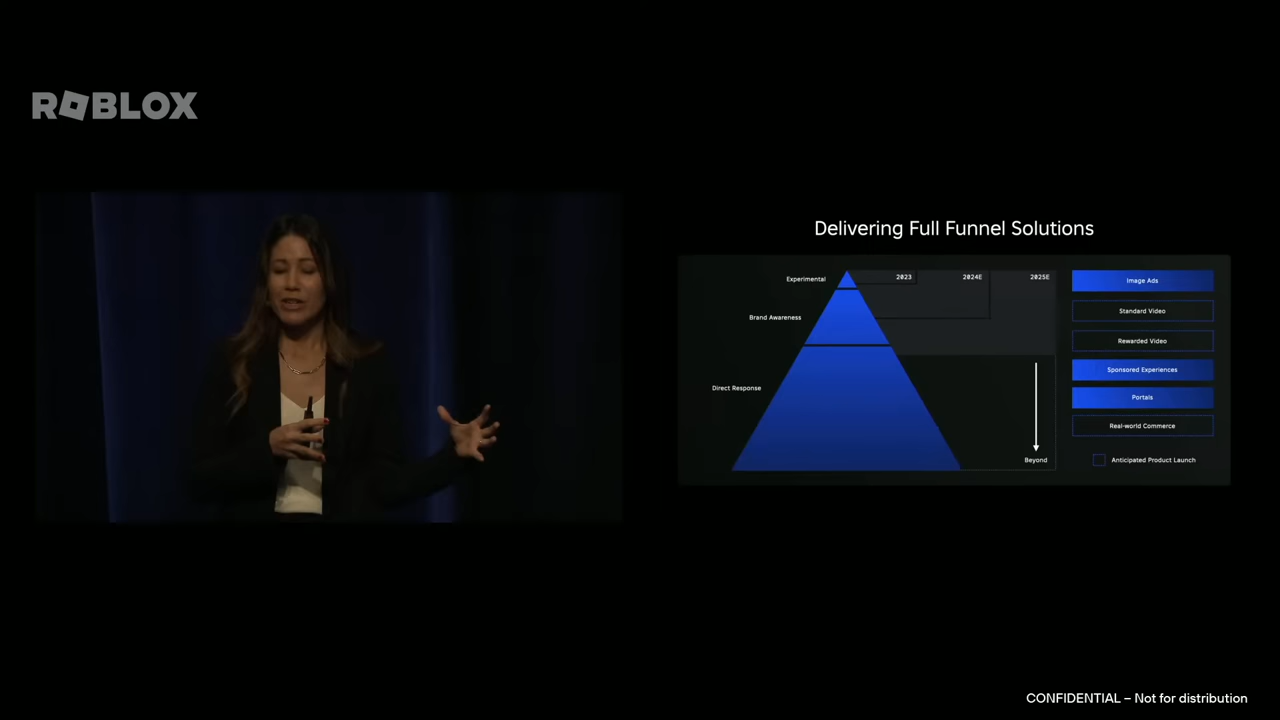 ROBLOX
Delivering Full Funnel Solutions
Experimental
2023
2024E
2025E
Brand Awareness
Direct Response
Beyond
Image Ads
Standard Video
Rewarded Video
Sponsored Experiences
Portals
Real-world Commerce
Anticipated Product Launch
CONFIDENTIAL – Not for distribution